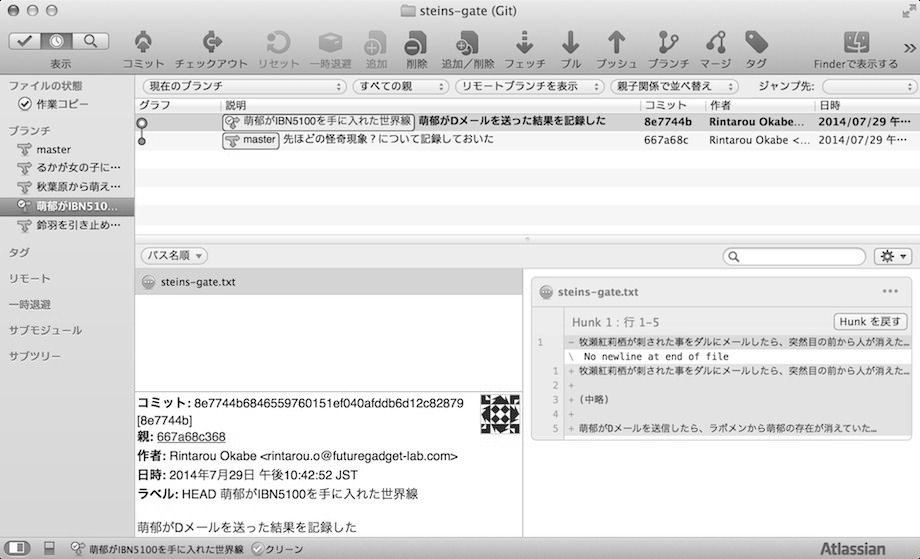 steins-gate (Git)
表示
コミット
チェックアウト
リセット
一時退避
追加
削除
追加/削除
フェッチ
プル
プッシュ
ブランチ
マージ
タグ
Finderで表示する
ファイルの状態
作業コピー
ブランチ
master
るかが女の子に…
秋葉原から萌え…
萌郁がIBN510…
鈴羽を引き止め…
タグ
リモート
一時退避
サブモジュール
サブツリー
現在のブランチ
すべての親
リモートブランチを表示
親子関係で並べ替え
ジャンプ先:
グラフ 説明 コミット 作者 日時
萌郁がIBN5100を手に入れた世界線 萌郁がDメールを送った結果を記録した 8e7744b Rintarou Okabe... 2014/07/29 午…
master 先ほどの怪奇現象？について記録しておいた 667a68c Rintarou Okabe <... 2014/07/29 午…
パス名順
steins-gate.txt
コミット: 8e7744b6846559760151ef040afddb6d12c82879
[8e7744b]
親: 667a68c368
作者: Rintarou Okabe <rintarou.o@futuregadget-lab.com>
日時: 2014年7月29日 午後10:42:52 JST
ラベル: HEAD 萌郁がIBN5100を手に入れた世界線
萌郁がDメールを送った結果を記録した
steins-gate.txt
Hunk 1 : 行 1-5
Hunk を戻す
1 - 牧瀬紅莉栖が刺された事をダルにメールしたら、突然目の前から人が消えた…
\ No newline at end of file
1 + 牧瀬紅莉栖が刺された事をダルにメールしたら、突然目の前から人が消えた…
2 +
3 + (中略)
4 +
5 + 萌郁がDメールを送信したら、ラボメンから萌郁の存在が消えていた…
萌郁がIBN5100を手に入れた世界線 クリーン
Atlassian